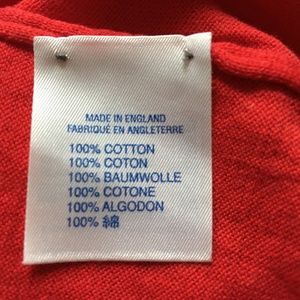 MADE IN ENGLAND
FABRIQUÉ EN ANGLETERRE
100% COTTON
100% COTON
100% BAUMWOLLE
100% COTONE
100% ALGODON
100% 綿